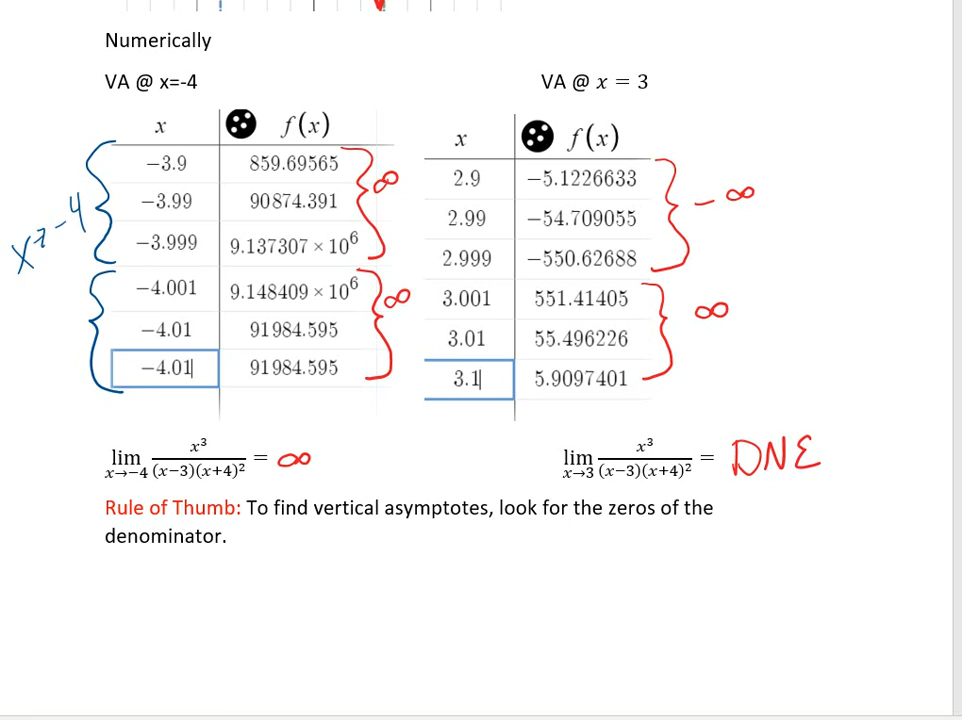 Numerically
VA @ x=-4
VA @ x = 3
x f(x)
−3.9 859.69565
−3.99 90874.391
−3.999 9.137307 × 10⁶
−4.001 9.148409 × 10⁶
−4.01 91984.595
−4.01 91984.595
x→-4
∞
∞
x f(x)
2.9 −5.1226633
2.99 −54.709055
2.999 −550.62688
3.001 551.41405
3.01 55.496226
3.1 5.9097401
-∞
∞
lim x→−4 x³/(x−3)(x+4)² = ∞
lim x→3 x³/(x−3)(x+4)² = DNE
Rule of Thumb: To find vertical asymptotes, look for the zeros of the
denominator.